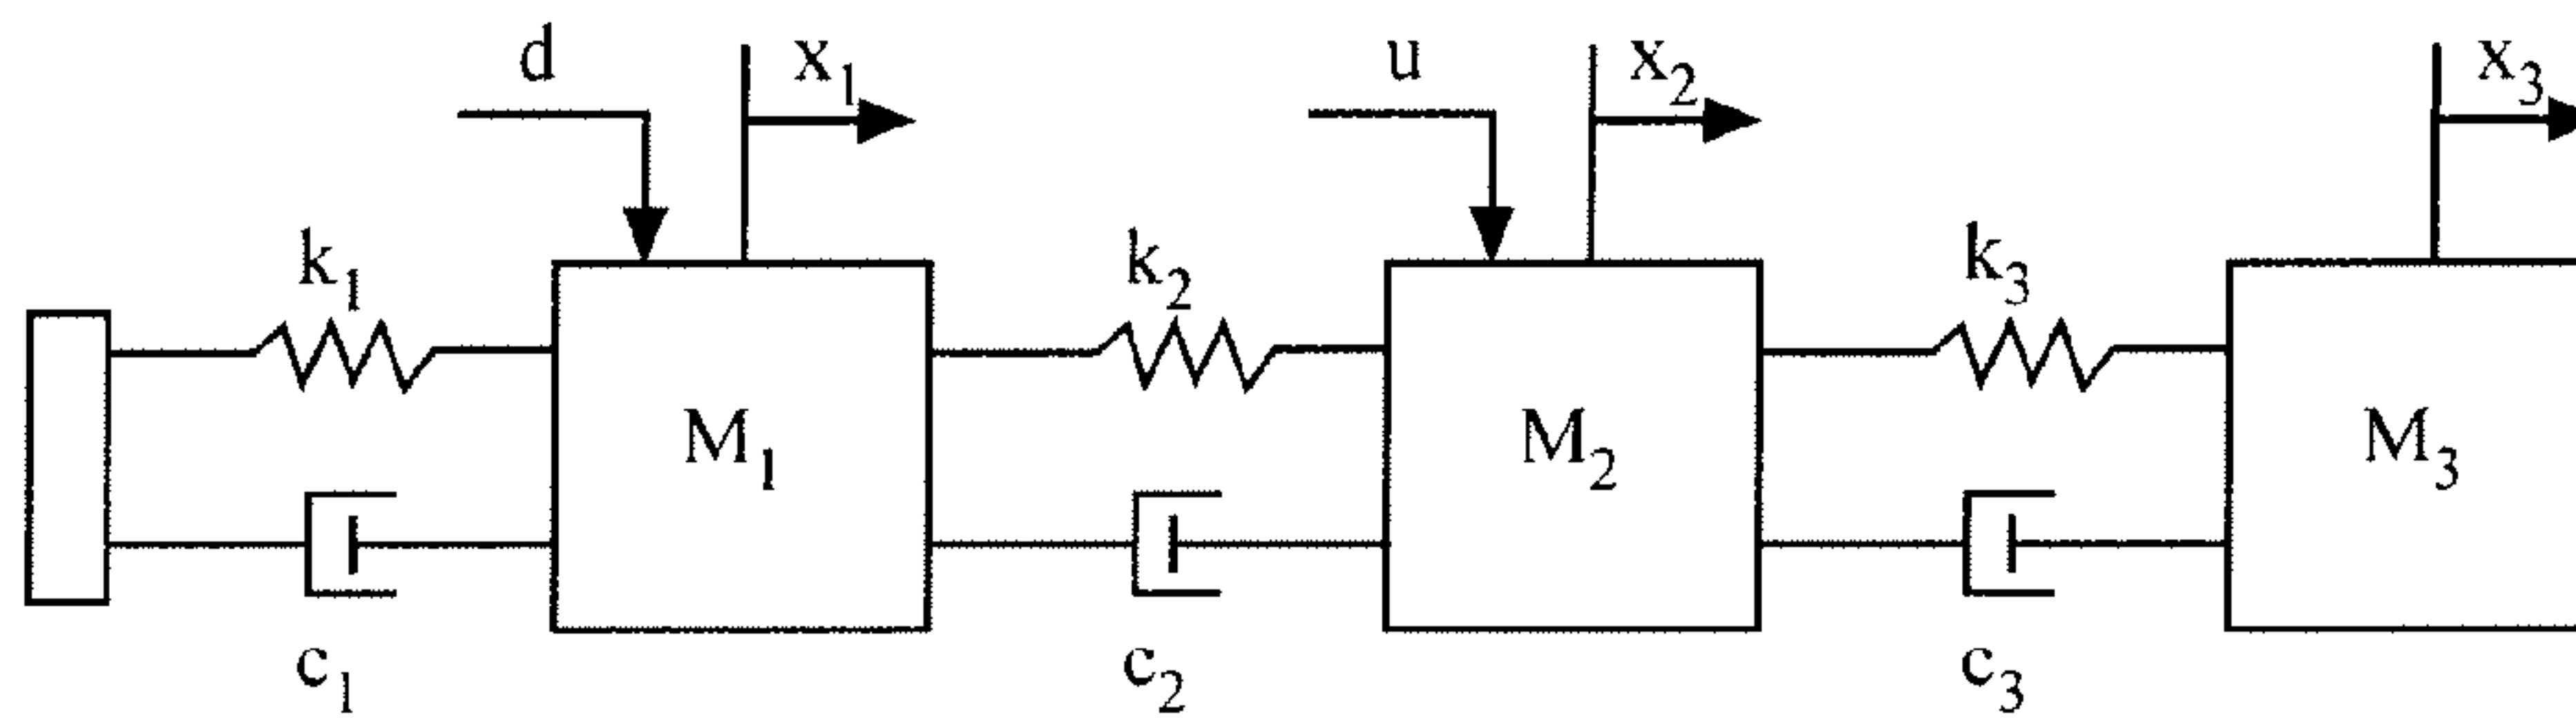 d x₁ u x₂ x₃
k₁ k₂ k₃
M₁ M₂ M₃
c₁ c₂ c₃